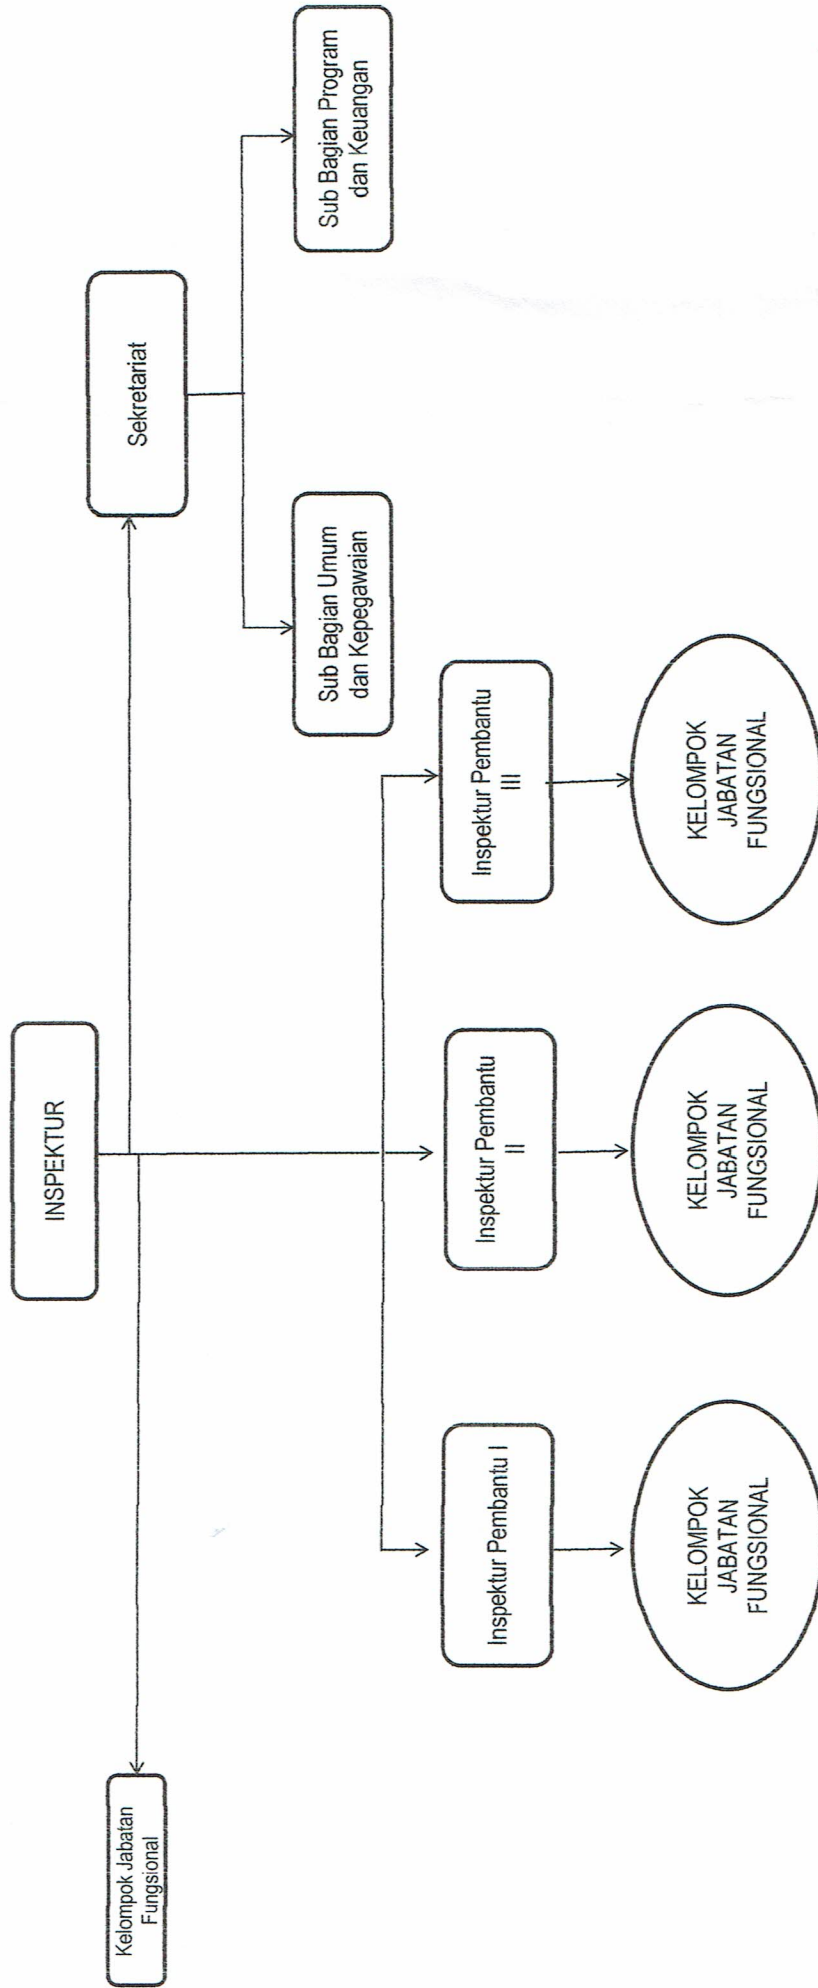 INSPEKTUR
Kelompok Jabatan
Fungsional
Sekretariat
Sub Bagian Umum
dan Kepegawaian
Sub Bagian Program
dan Keuangan
Inspektur Pembantu I
Inspektur Pembantu
II
Inspektur Pembantu
III
KELOMPOK
JABATAN
FUNGSIONAL
KELOMPOK
JABATAN
FUNGSIONAL
KELOMPOK
JABATAN
FUNGSIONAL